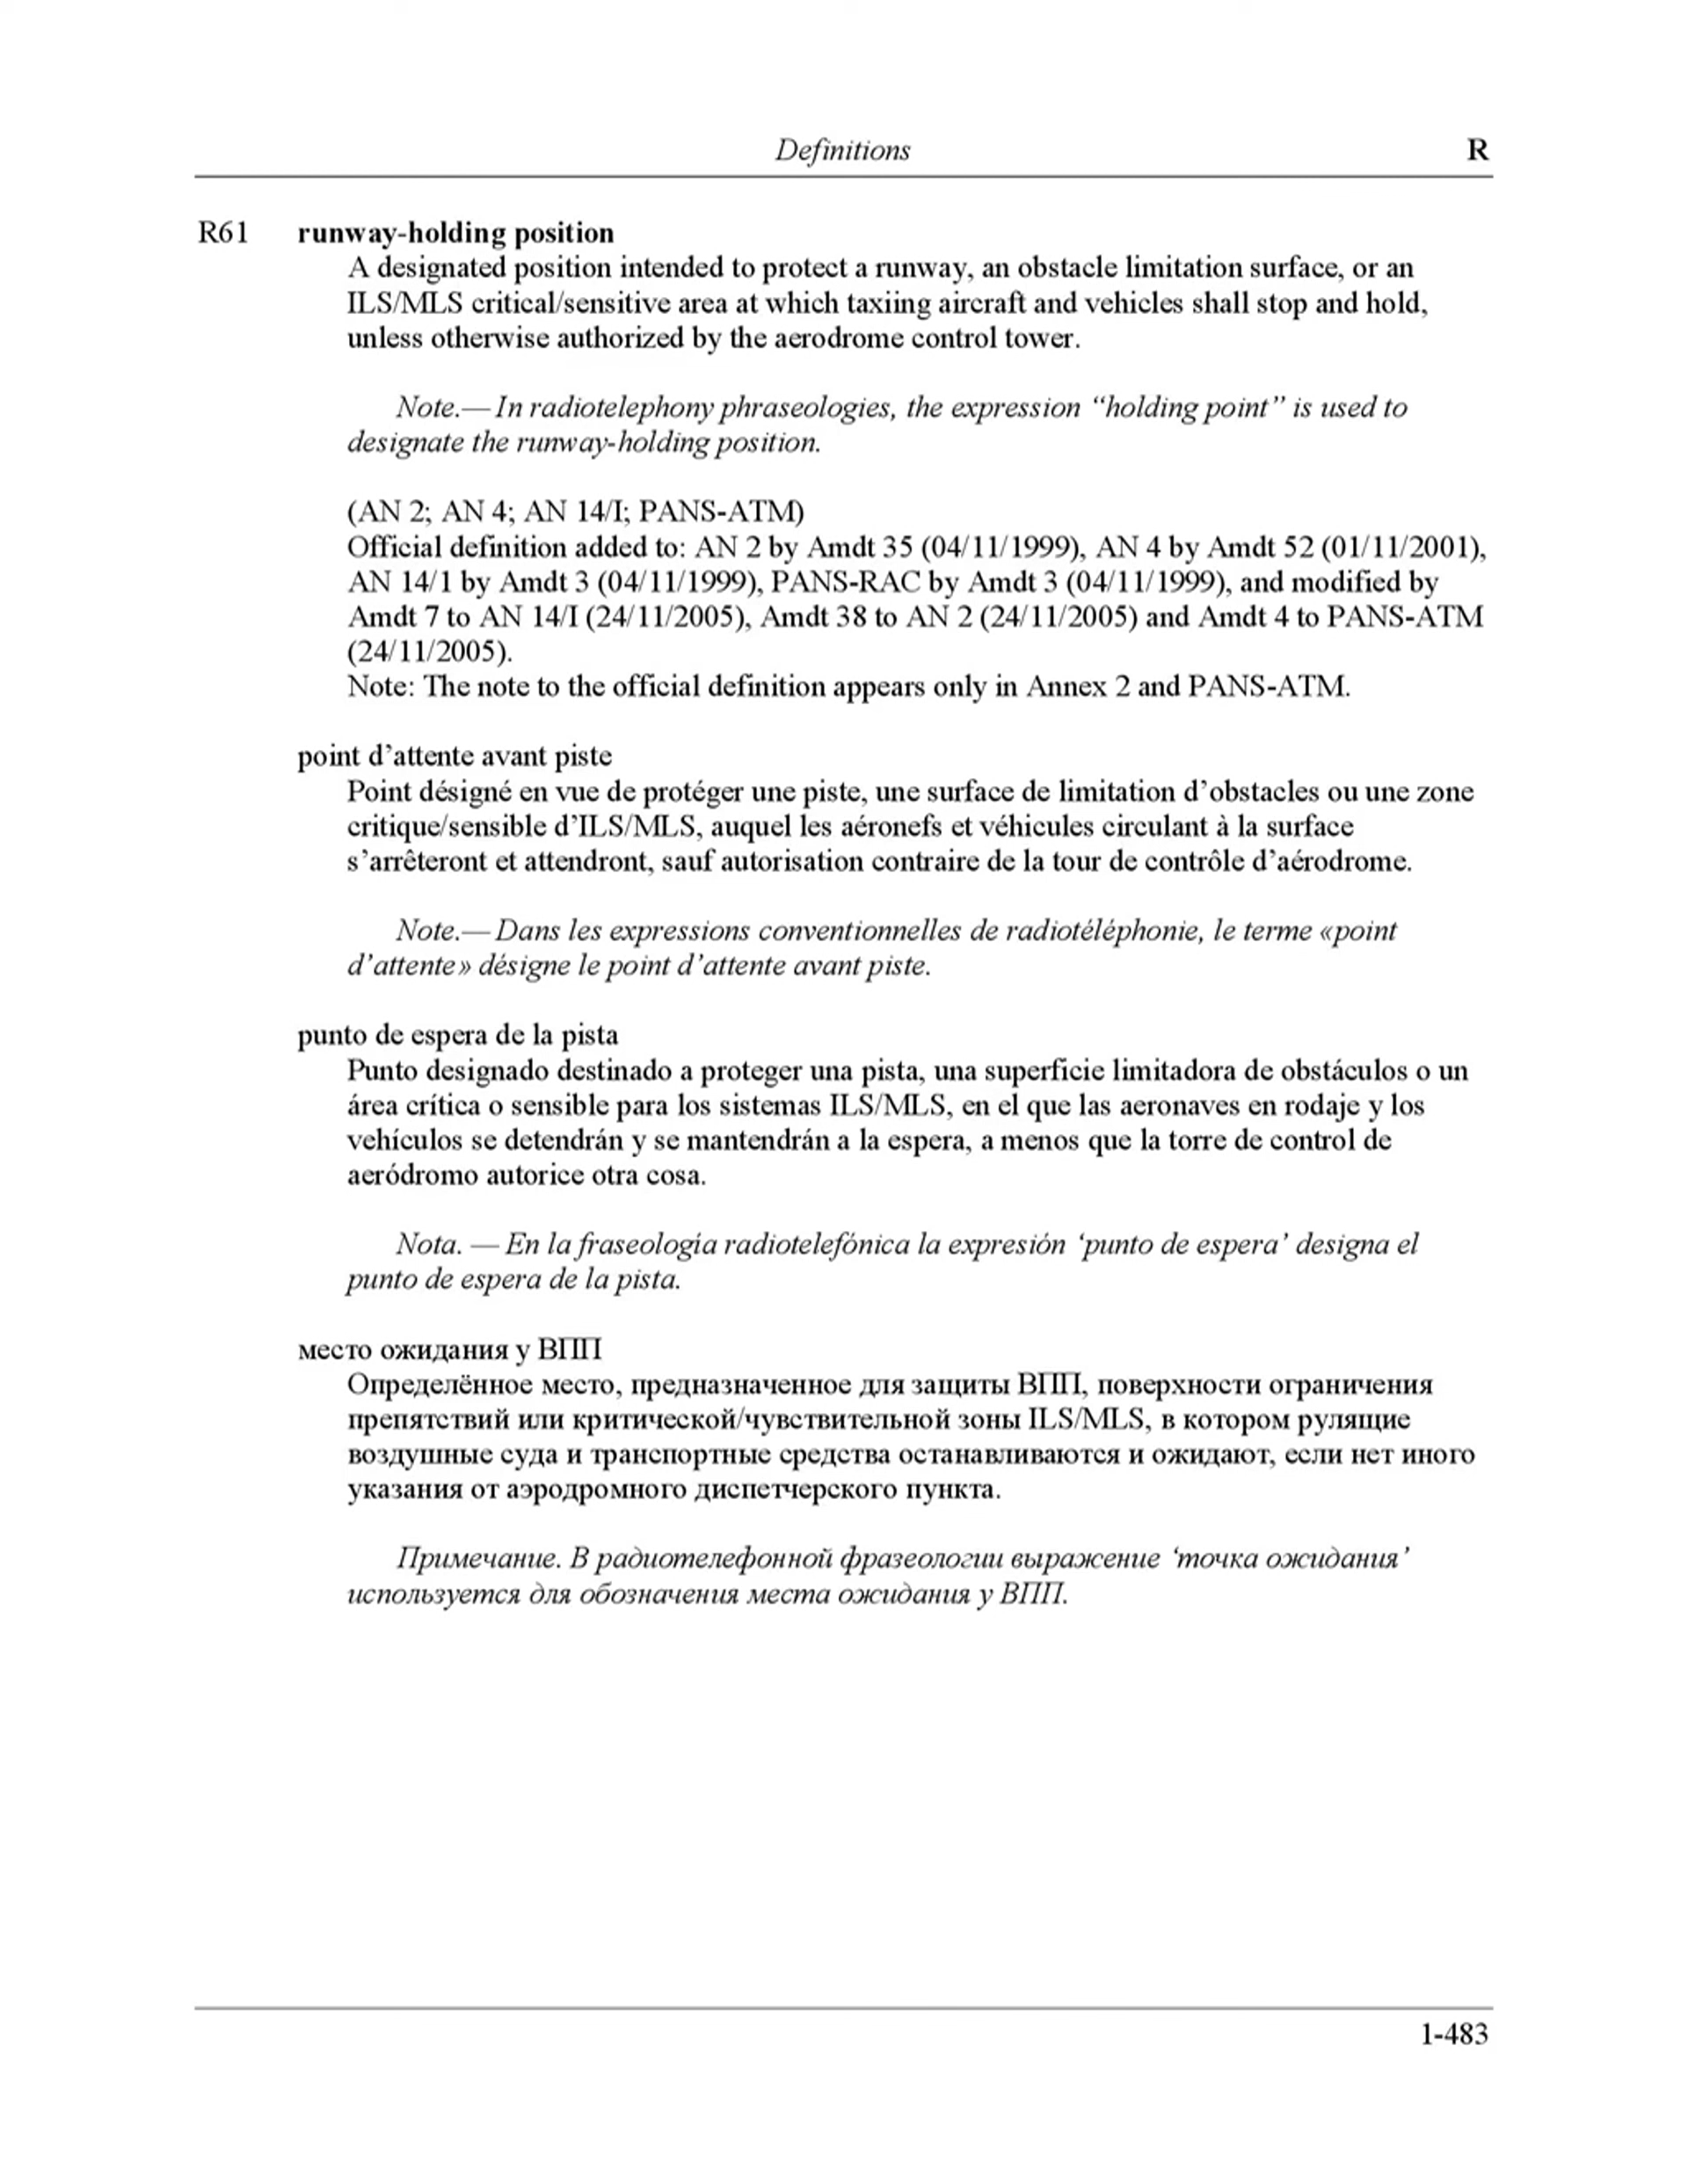 Definitions R
R61 runway-holding position
A designated position intended to protect a runway, an obstacle limitation surface, or an
ILS/MLS critical/sensitive area at which taxiing aircraft and vehicles shall stop and hold,
unless otherwise authorized by the aerodrome control tower.
Note.— In radiotelephony phraseologies, the expression “holding point” is used to
designate the runway-holding position.
(AN 2; AN 4; AN 14/I; PANS-ATM)
Official definition added to: AN 2 by Amdt 35 (04/11/1999), AN 4 by Amdt 52 (01/11/2001),
AN 14/1 by Amdt 3 (04/11/1999), PANS-RAC by Amdt 3 (04/11/1999), and modified by
Amdt 7 to AN 14/I (24/11/2005), Amdt 38 to AN 2 (24/11/2005) and Amdt 4 to PANS-ATM
(24/11/2005).
Note: The note to the official definition appears only in Annex 2 and PANS-ATM.
point d’attente avant piste
Point désigné en vue de protéger une piste, une surface de limitation d’obstacles ou une zone
critique/sensible d’ILS/MLS, auquel les aéronefs et véhicules circulant à la surface
s’arrêteront et attendront, sauf autorisation contraire de la tour de contrôle d’aérodrome.
Note.— Dans les expressions conventionnelles de radiotéléphonie, le terme «point
d’attente» désigne le point d’attente avant piste.
punto de espera de la pista
Punto designado destinado a proteger una pista, una superficie limitadora de obstáculos o un
área crítica o sensible para los sistemas ILS/MLS, en el que las aeronaves en rodaje y los
vehículos se detendrán y se mantendrán a la espera, a menos que la torre de control de
aeródromo autorice otra cosa.
Nota. — En la fraseología radiotelefónica la expresión ‘punto de espera’ designa el
punto de espera de la pista.
место ожидания у ВПП
Определённое место, предназначенное для защиты ВПП, поверхности ограничения
препятствий или критической/чувствительной зоны ILS/MLS, в котором рулящие
воздушные суда и транспортные средства останавливаются и ожидают, если нет иного
указания от аэродромного диспетчерского пункта.
Примечание. В радиотелефонной фразеологии выражение ‘точка ожидания’
используется для обозначения места ожидания у ВПП.
1-483